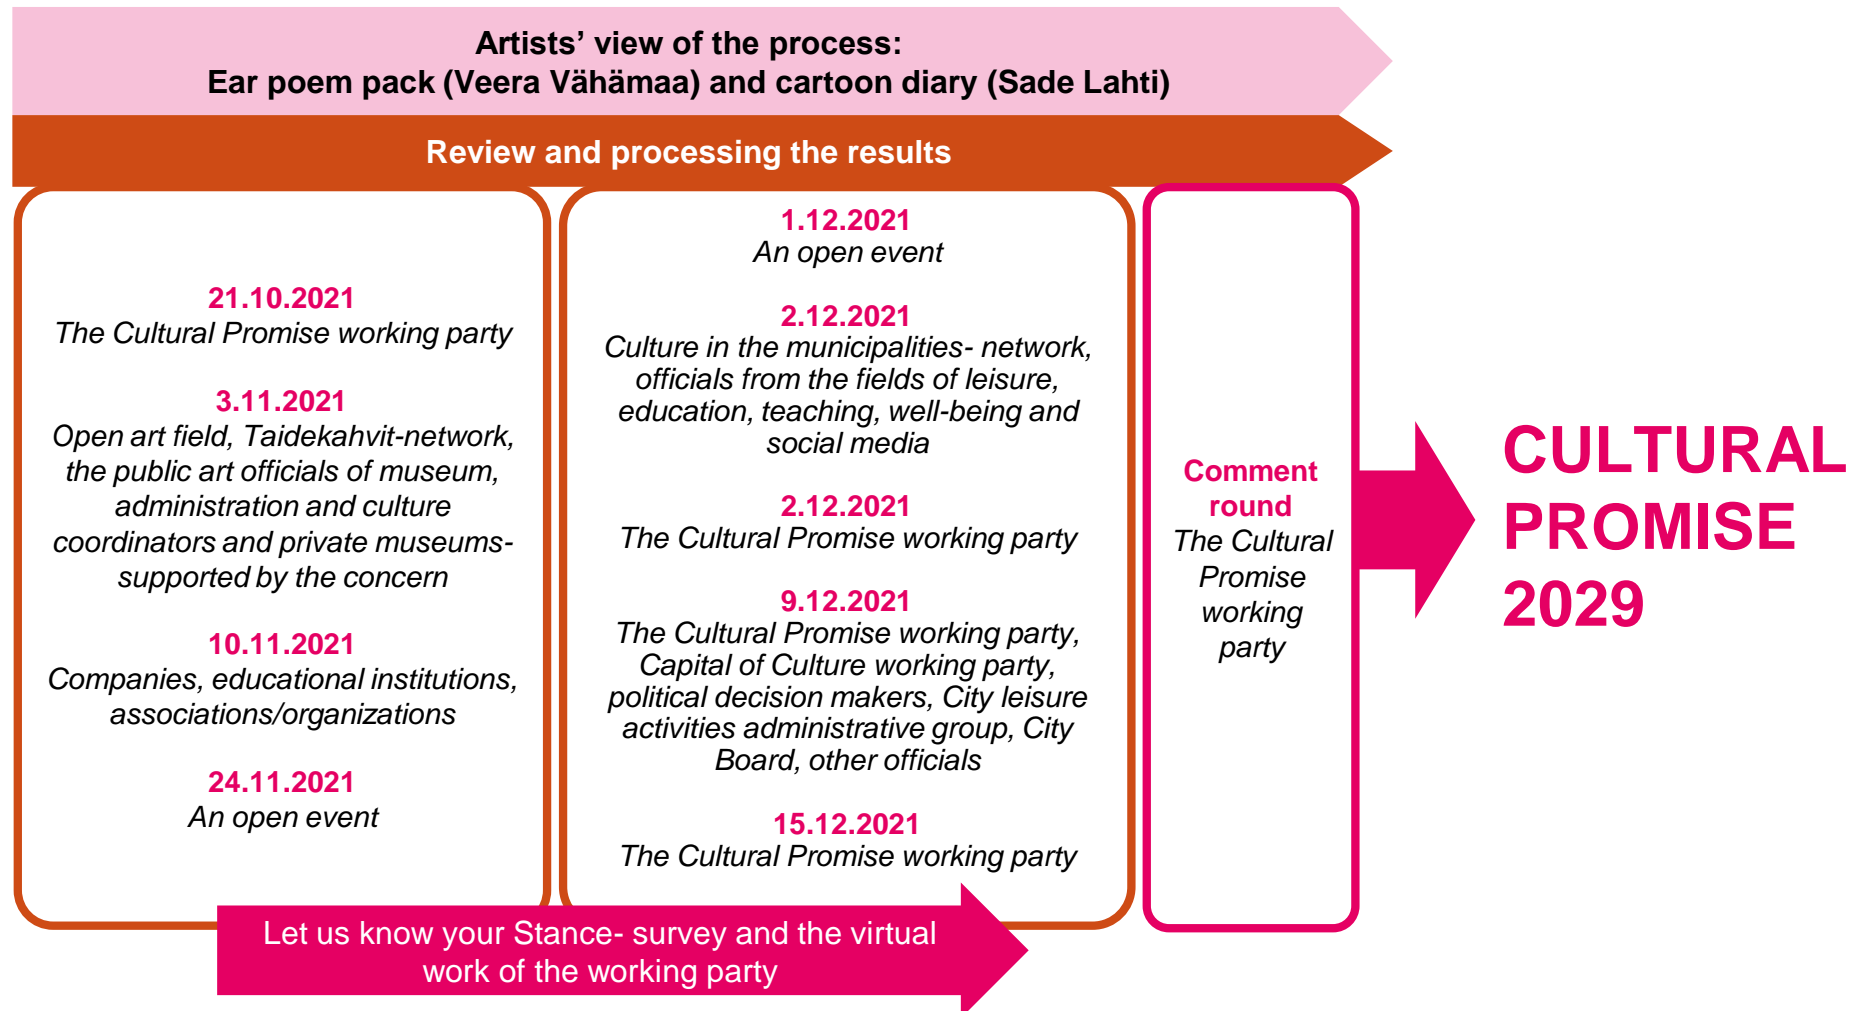 Artists’ view of the process:
Ear poem pack (Veera Vähämaa) and cartoon diary (Sade Lahti)
Review and processing the results
21.10.2021
The Cultural Promise working party
3.11.2021
Open art field, Taidekahvit-network,
the public art officials of museum,
administration and culture
coordinators and private museums-
supported by the concern
10.11.2021
Companies, educational institutions,
associations/organizations
24.11.2021
An open event
1.12.2021
An open event
2.12.2021
Culture in the municipalities- network,
officials from the fields of leisure,
education, teaching, well-being and
social media
2.12.2021
The Cultural Promise working party
9.12.2021
The Cultural Promise working party,
Capital of Culture working party,
political decision makers, City leisure
activities administrative group, City
Board, other officials
15.12.2021
The Cultural Promise working party
Comment
round
The Cultural
Promise
working
party
CULTURAL
PROMISE
2029
Let us know your Stance- survey and the virtual
work of the working party